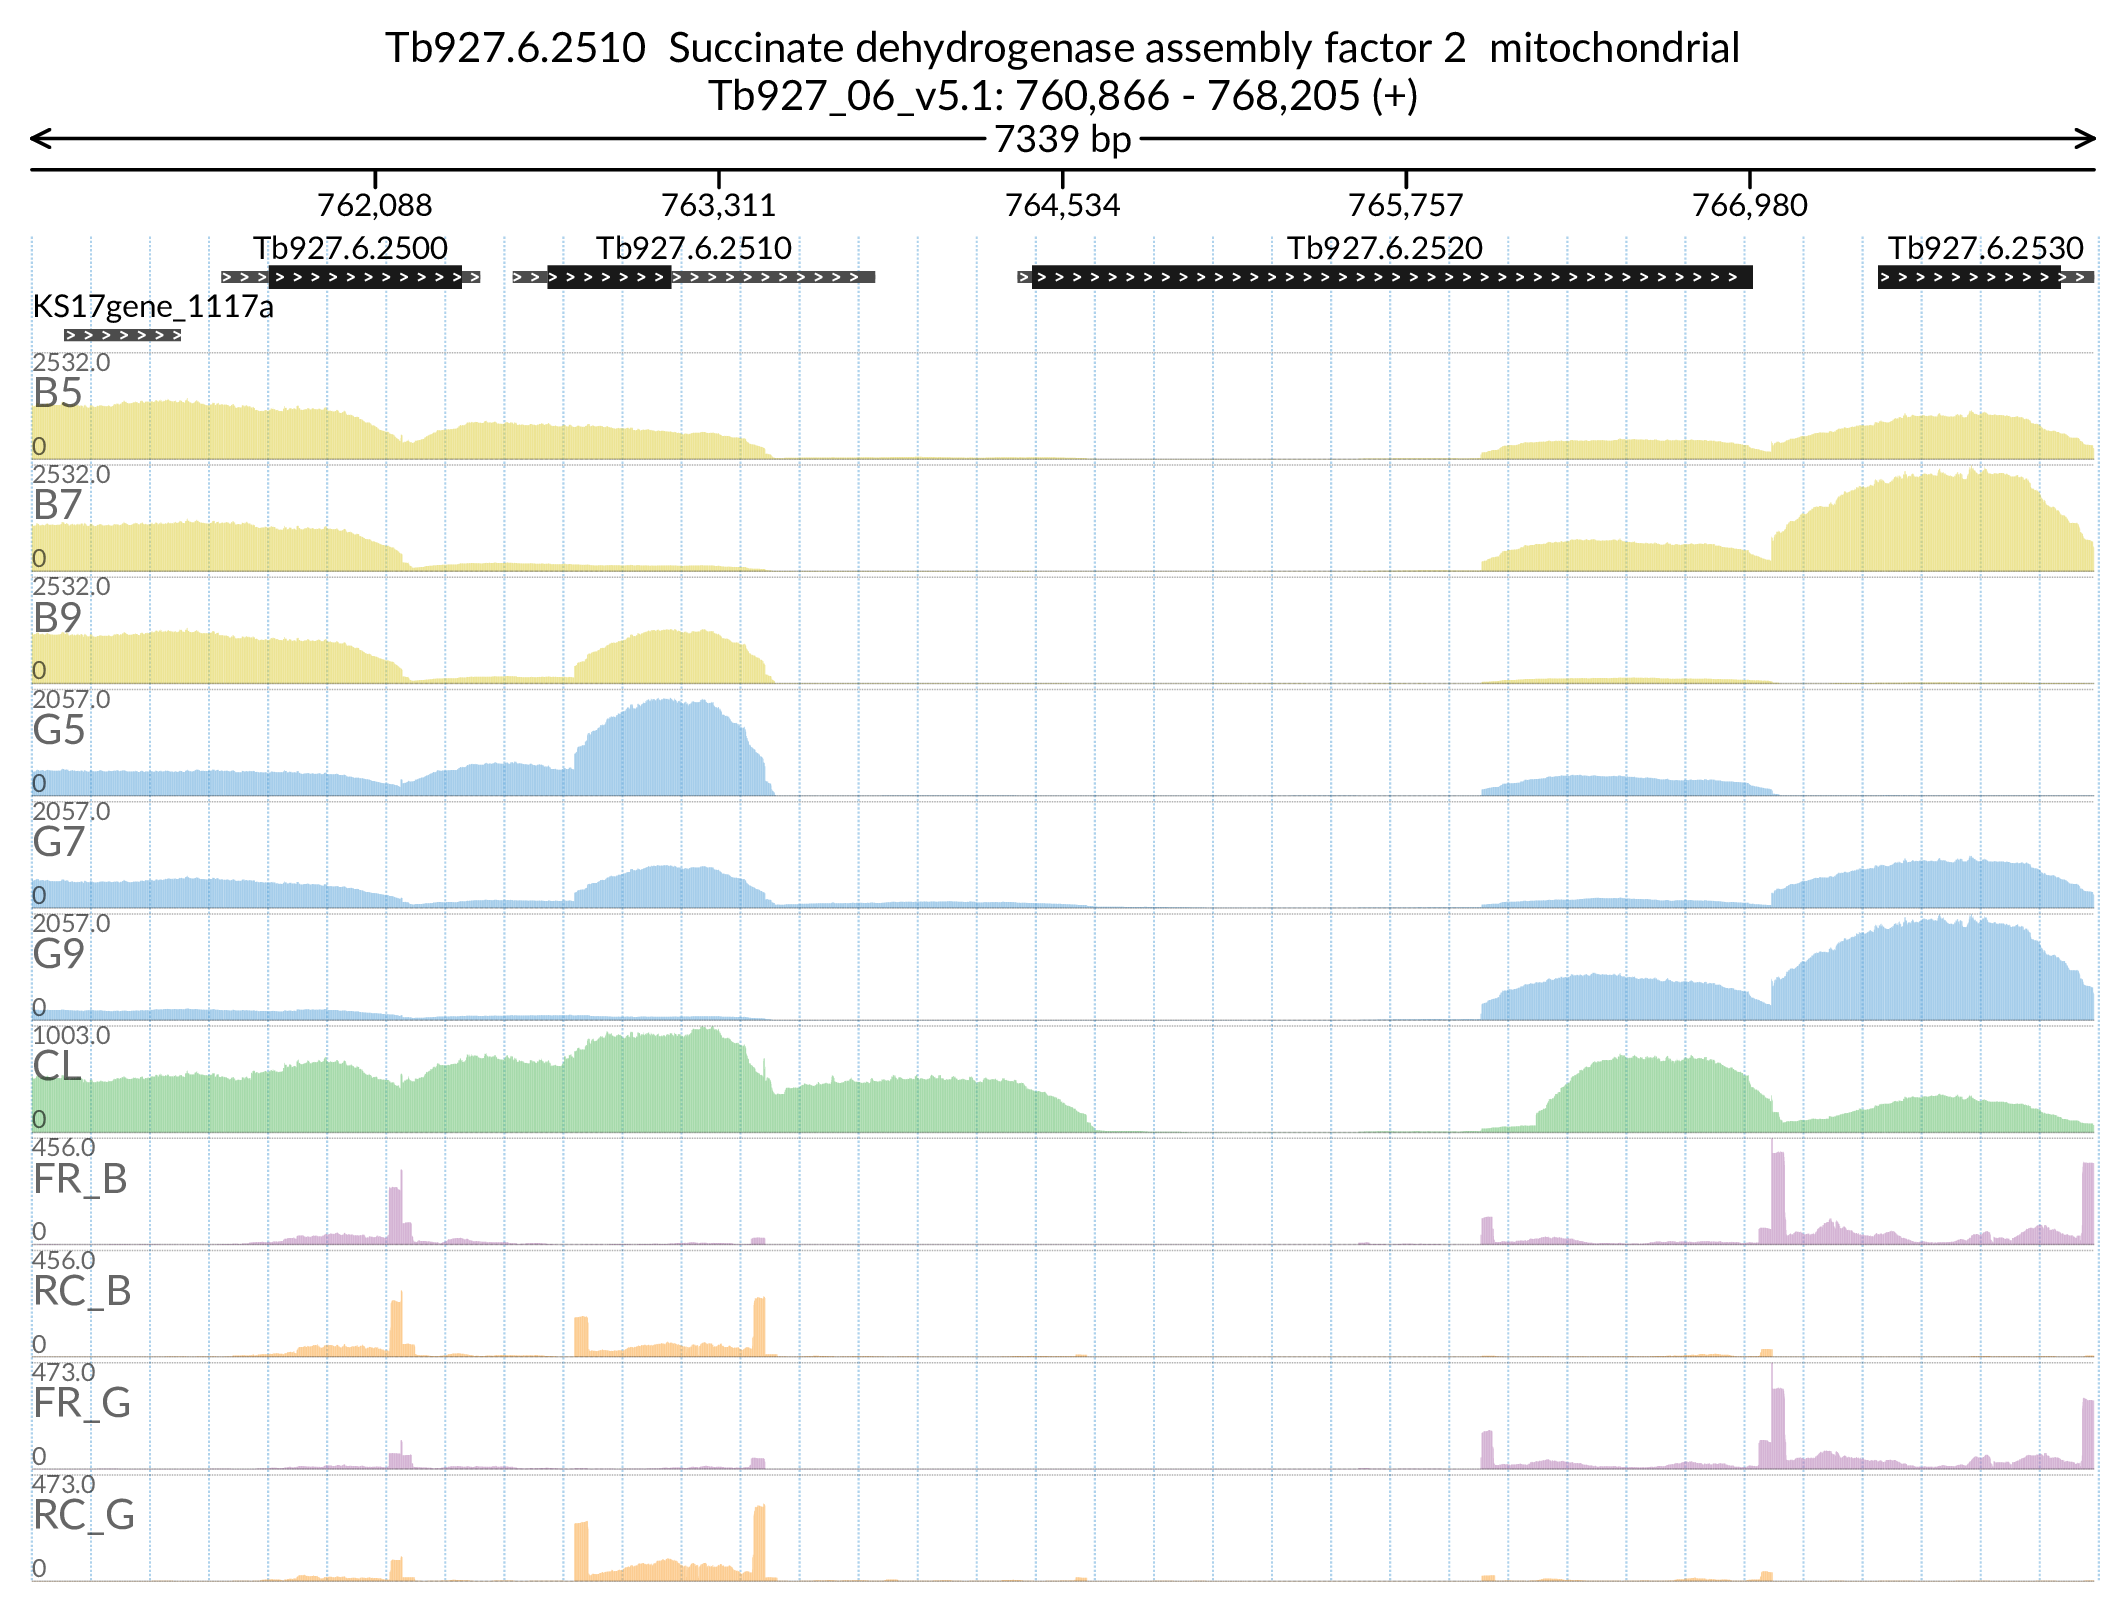 Tb927.6.2510  Succinate dehydrogenase assembly factor 2  mitochondrial
Tb927_06_v5.1: 760,866 - 768,205 (+)
7339 bp
762,088 763,311 764,534 765,757 766,980
Tb927.6.2500 Tb927.6.2510 Tb927.6.2520 Tb927.6.2530
KS17gene_1117a
2532.0
B5
0
2532.0
B7
0
2532.0
B9
0
2057.0
G5
0
2057.0
G7
0
2057.0
G9
0
1003.0
CL
0
456.0
FR_B
0
456.0
RC_B
0
473.0
FR_G
0
473.0
RC_G
0